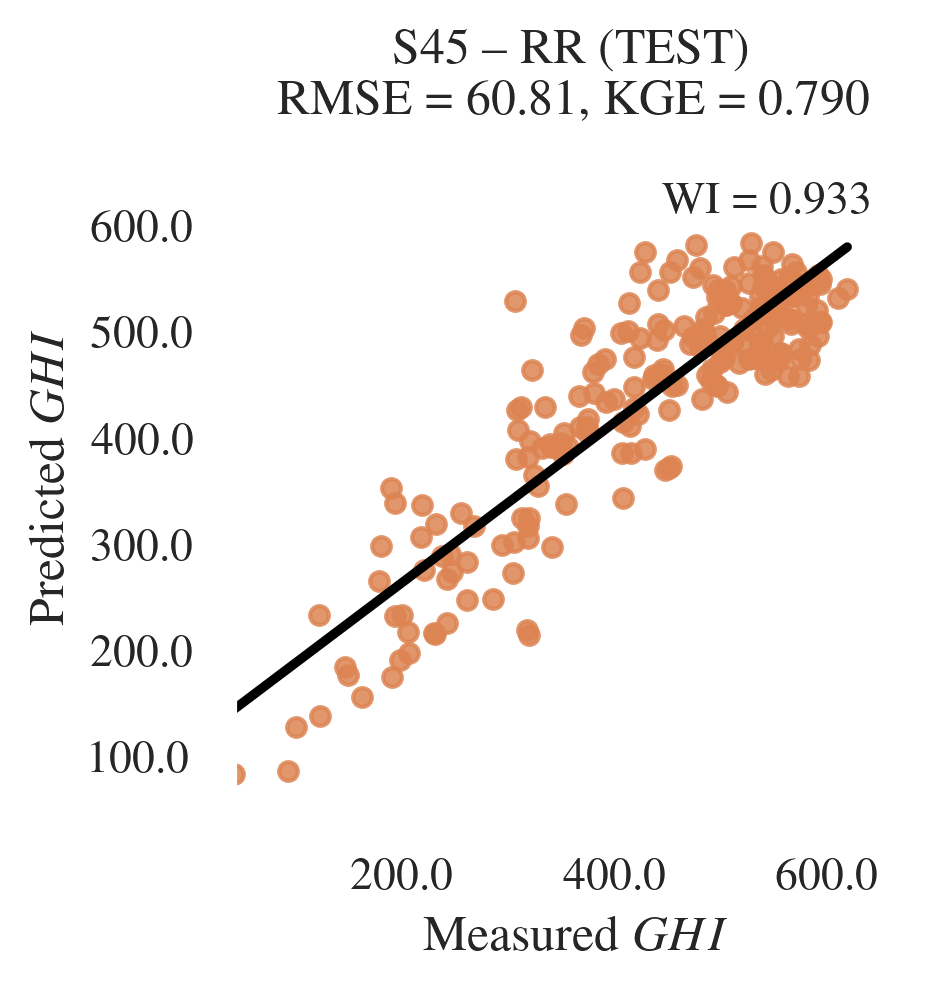 S45 – RR (TEST)
RMSE = 60.81, KGE = 0.790
WI = 0.933
600.0
500.0
400.0
300.0
200.0
100.0
Predicted GHI
200.0 400.0 600.0
Measured GHI